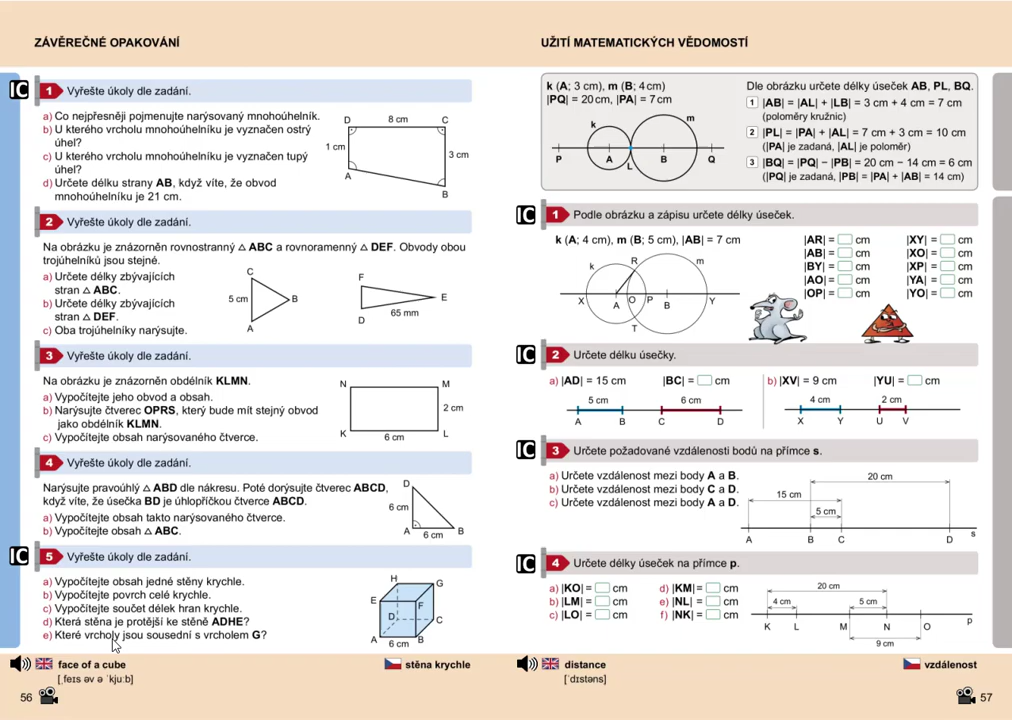 ZÁVĚREČNÉ OPAKOVÁNÍ
IC
1 Vyřešte úkoly dle zadání.
a) Co nejpřesněji pojmenujte narýsovaný mnohoúhelník.
b) U kterého vrcholu mnohoúhelníku je vyznačen ostrý
úhel?
c) U kterého vrcholu mnohoúhelníku je vyznačen tupý
úhel?
d) Určete délku strany AB, když víte, že obvod
mnohoúhelníku je 21 cm.
D 8 cm C
1 cm
3 cm
A
B
2 Vyřešte úkoly dle zadání.
Na obrázku je znázorněn rovnostranný △ ABC a rovnoramenný △ DEF. Obvody obou
trojúhelníků jsou stejné.
a) Určete délky zbývajících
stran △ ABC.
b) Určete délky zbývajících
stran △ DEF.
c) Oba trojúhelníky narýsujte.
C
5 cm B
A
F
E
65 mm
D
3 Vyřešte úkoly dle zadání.
Na obrázku je znázorněn obdélník KLMN.
a) Vypočítejte jeho obvod a obsah.
b) Narýsujte čtverec OPRS, který bude mít stejný obvod
jako obdélník KLMN.
c) Vypočítejte obsah narýsovaného čtverce.
N M
2 cm
K 6 cm L
4 Vyřešte úkoly dle zadání.
Narýsujte pravoúhlý △ ABD dle nákresu. Poté dorýsujte čtverec ABCD,
když víte, že úsečka BD je úhlopříčkou čtverce ABCD.
a) Vypočítejte obsah takto narýsovaného čtverce.
b) Vypočítejte obsah △ ABC.
D
6 cm
A 6 cm B
IC
5 Vyřešte úkoly dle zadání.
a) Vypočítejte obsah jedné stěny krychle.
b) Vypočítejte povrch celé krychle.
c) Vypočítejte součet délek hran krychle.
d) Která stěna je protější ke stěně ADHE?
e) Které vrcholy jsou sousední s vrcholem G?
H G
E F
D C
A 6 cm B
face of a cube
[ˌfeɪs əv ə ˈkjuːb]
stěna krychle
56
UŽITÍ MATEMATICKÝCH VĚDOMOSTÍ
k (A; 3 cm), m (B; 4 cm)
|PQ| = 20 cm, |PA| = 7 cm
k m
P A B Q
L
Dle obrázku určete délky úseček AB, PL, BQ.
1 |AB| = |AL| + |LB| = 3 cm + 4 cm = 7 cm
(poloměry kružnic)
2 |PL| = |PA| + |AL| = 7 cm + 3 cm = 10 cm
(|PA| je zadaná, |AL| je poloměr)
3 |BQ| = |PQ| − |PB| = 20 cm − 14 cm = 6 cm
(|PQ| je zadaná, |PB| = |PA| + |AB| = 14 cm)
IC
1 Podle obrázku a zápisu určete délky úseček.
k (A; 4 cm), m (B; 5 cm), |AB| = 7 cm
k R m
X A O P B Y
T
|AR| = cm |XY| = cm
|AB| = cm |XO| = cm
|BY| = cm |XP| = cm
|AO| = cm |YA| = cm
|OP| = cm |YO| = cm
IC
2 Určete délku úsečky.
a) |AD| = 15 cm |BC| = cm
5 cm 6 cm
A B C D
b) |XV| = 9 cm |YU| = cm
4 cm 2 cm
X Y U V
IC
3 Určete požadované vzdálenosti bodů na přímce s.
a) Určete vzdálenost mezi body A a B.
b) Určete vzdálenost mezi body C a D.
c) Určete vzdálenost mezi body A a D.
20 cm
15 cm
5 cm
A B C D s
IC
4 Určete délky úseček na přímce p.
a) |KO| = cm d) |KM| = cm
b) |LM| = cm e) |NL| = cm
c) |LO| = cm f) |NK| = cm
20 cm
4 cm 5 cm
K L M N O p
9 cm
distance
[ˈdɪstəns]
vzdálenost
57